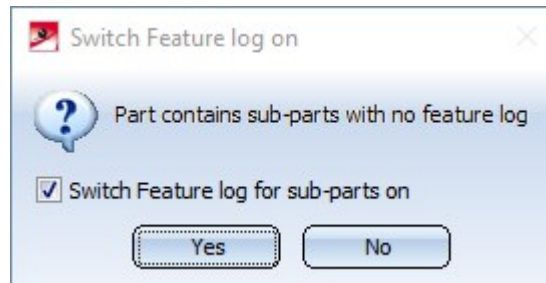 Switch Feature log on
Part contains sub-parts with no feature log
Switch Feature log for sub-parts on
Yes No